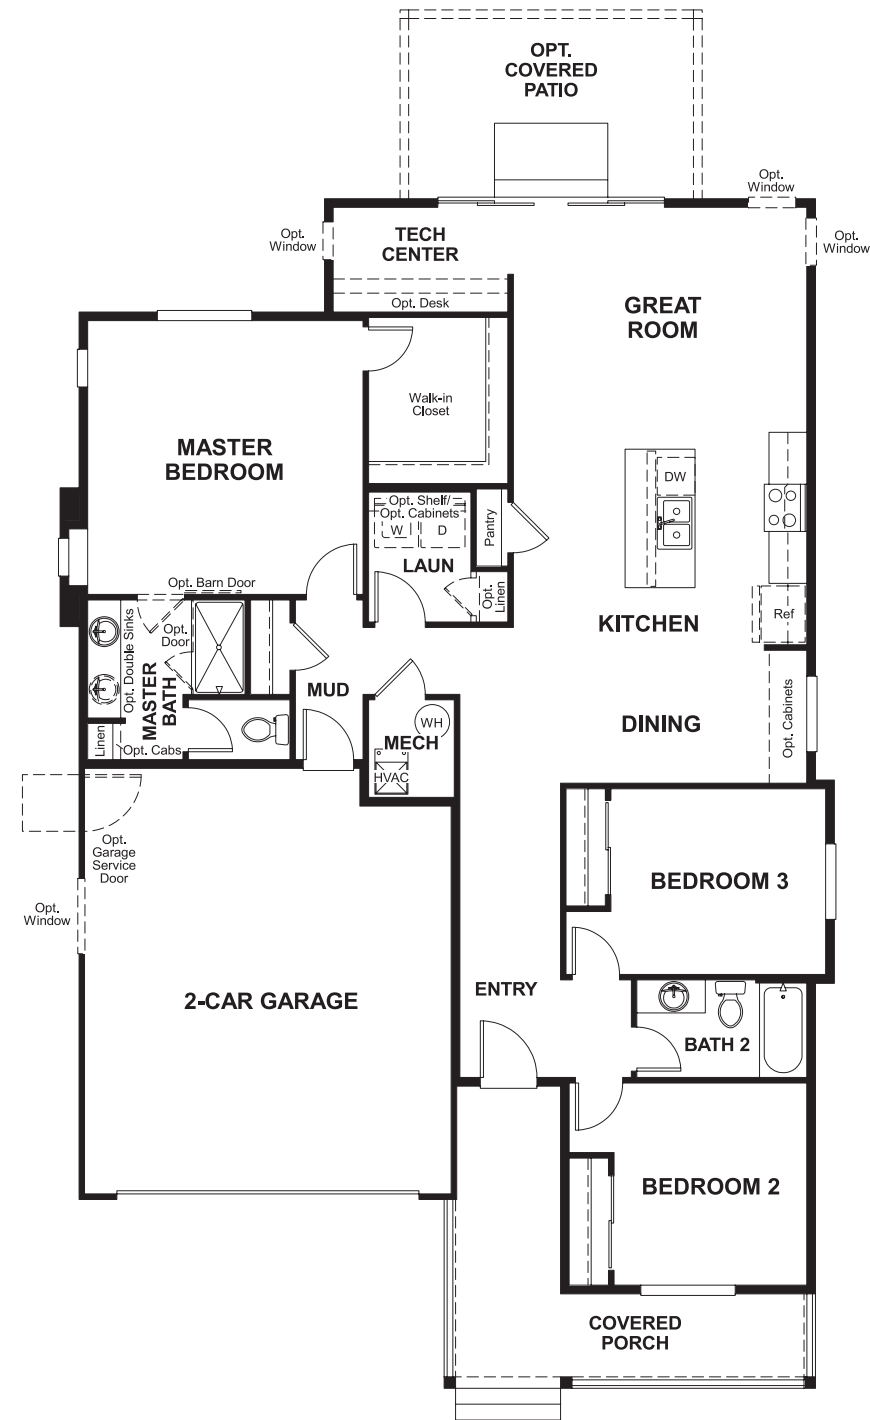 OPT.
COVERED
PATIO
Opt.
Window
Opt.
Window
TECH
CENTER
Opt.
Window
Opt. Desk
GREAT
ROOM
Walk-in
Closet
MASTER
BEDROOM
DW
Opt. Shelf/
Opt. Cabinets
W
D
Pantry
LAUN
Opt.
Linen
Opt. Barn Door
Ref
KITCHEN
Opt. Double Sinks
Opt.
Door
MASTER
BATH
MUD
Opt. Cabinets
DINING
WH
MECH
Linen
Opt. Cabs
HVAC
Opt.
Garage
Service
Door
BEDROOM 3
Opt.
Window
2-CAR GARAGE
ENTRY
BATH 2
BEDROOM 2
COVERED
PORCH